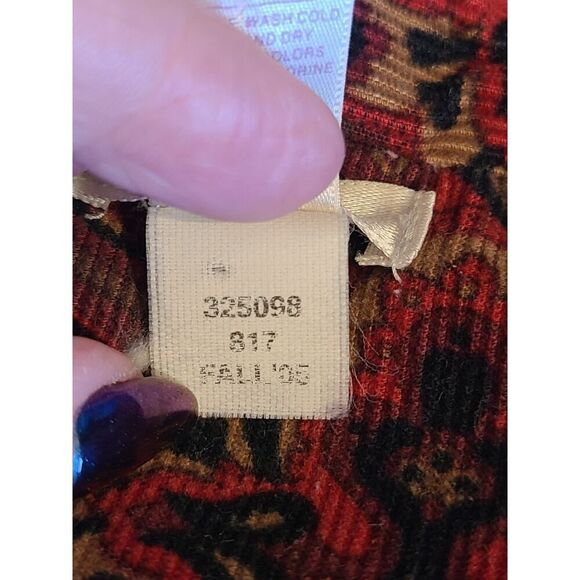 WASH COLD
DRY
COLORS
325098
817
FALL '05